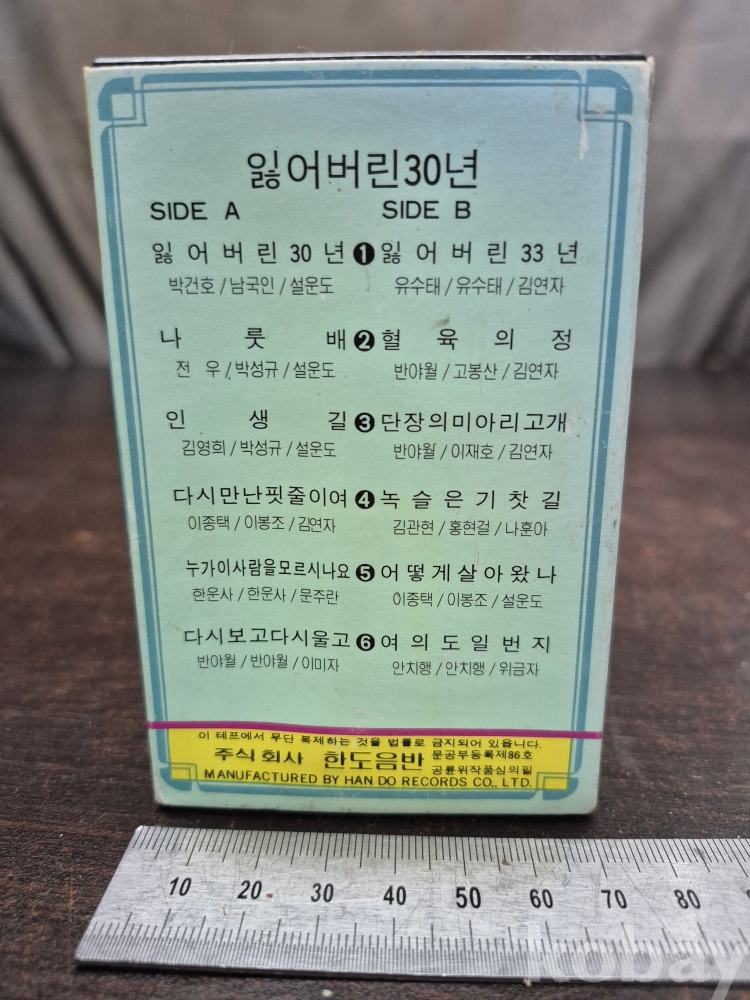 잃어버린30년
SIDE A SIDE B
잃어버린 30년 ❶ 잃어버린 33년
박건호/남국인/설운도 유수태/유수태/김연자
나룻배 ❷ 혈육의정
전우/박성규/설운도 반야월/고봉산/김연자
인생길 ❸ 단장의미아리고개
김영희/박성규/설운도 반야월/이재호/김연자
다시만난핏줄이여 ❹ 녹슬은기찻길
이종택/이봉조/김연자 김관현/홍현걸/나훈아
누가이사람을모르시나요 ❺ 어떻게살아왔나
한운사/한운사/문주란 이종택/이봉조/설운도
다시보고다시울고 ❻ 여의도일번지
반야월/반야월/이미자 안치행/안치행/위금자
이 테프에서 무단 복제하는 것을 법률로 금지되어 있읍니다.
주식회사 한도음반 문공부등록제86호
공륜위작품심의필
MANUFACTURED BY HAN DO RECORDS CO., LTD.
10 20 30 40 50 60 70 80
kobay